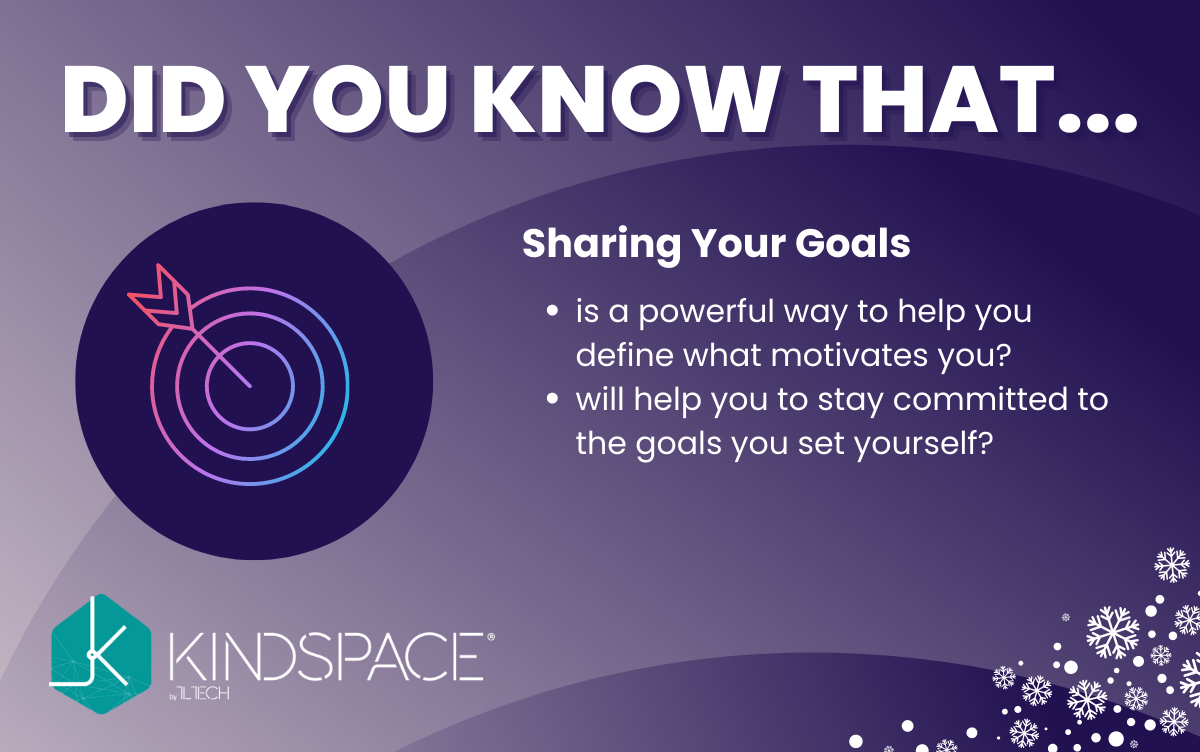 DID YOU KNOW THAT...
Sharing Your Goals
• is a powerful way to help you
define what motivates you?
• will help you to stay committed to
the goals you set yourself?
KINDSPACE®
by TLTECH